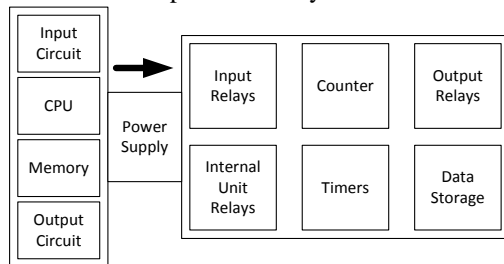 Input
Circuit
CPU
Memory
Output
Circuit
Power
Supply
Input
Relays
Counter
Output
Relays
Internal
Unit
Relays
Timers
Data
Storage